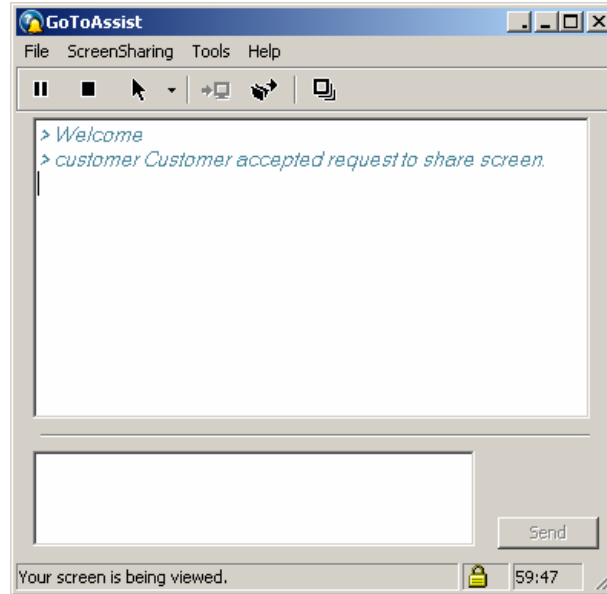 GoToAssist
File ScreenSharing Tools Help
> Welcome
> customer Customer accepted request to share screen.
Send
Your screen is being viewed. 59:47